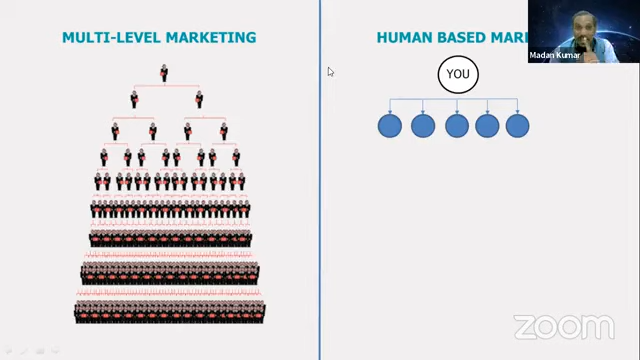 MULTI-LEVEL MARKETING
HUMAN BASED MAR
Madan Kumar
YOU
zoom